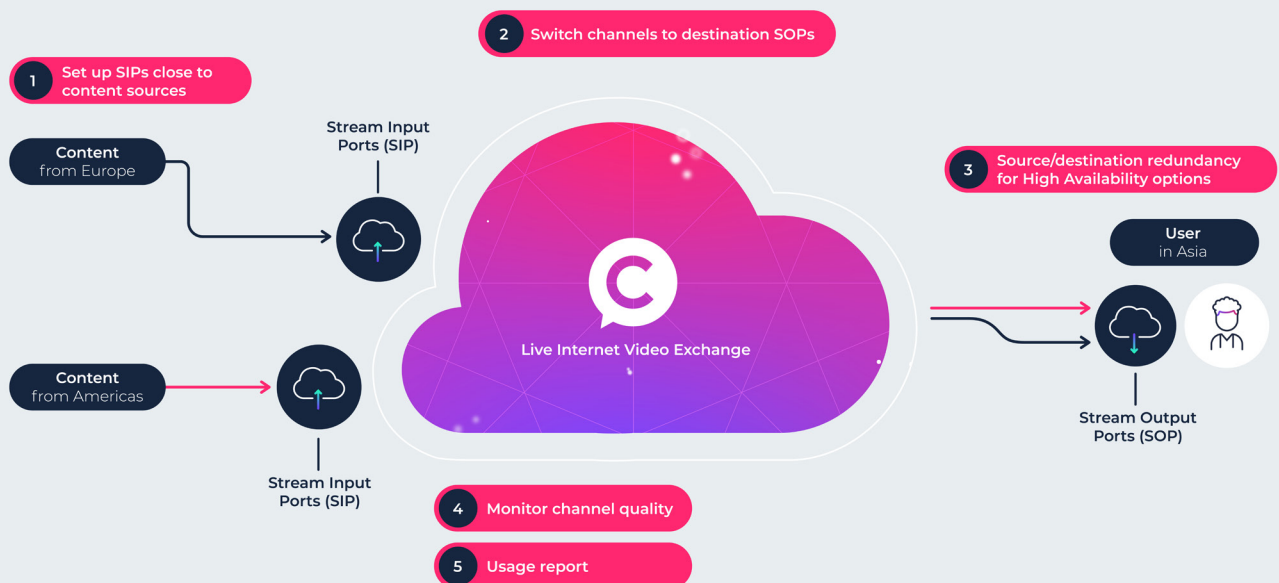 2 Switch channels to destination SOPs
1 Set up SIPs close to
content sources
Stream Input
Ports (SIP)
Content
from Europe
3 Source/destination redundancy
for High Availability options
User
in Asia
Live Internet Video Exchange
Content
from Americas
Stream Output
Ports (SOP)
Stream Input
Ports (SIP)
4 Monitor channel quality
5 Usage report